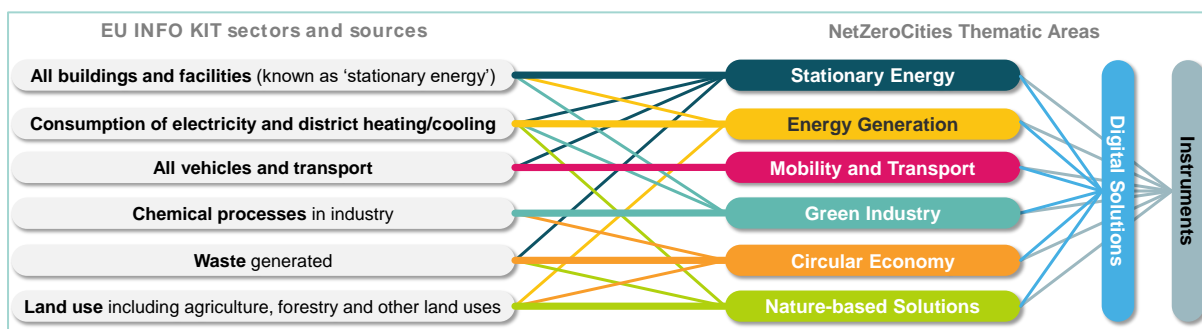 EU INFO KIT sectors and sources
NetZeroCities Thematic Areas
All buildings and facilities (known as ‘stationary energy’)
Stationary Energy
Consumption of electricity and district heating/cooling
Energy Generation
All vehicles and transport
Mobility and Transport
Chemical processes in industry
Green Industry
Waste generated
Circular Economy
Land use including agriculture, forestry and other land uses
Nature-based Solutions
Digital Solutions
Instruments